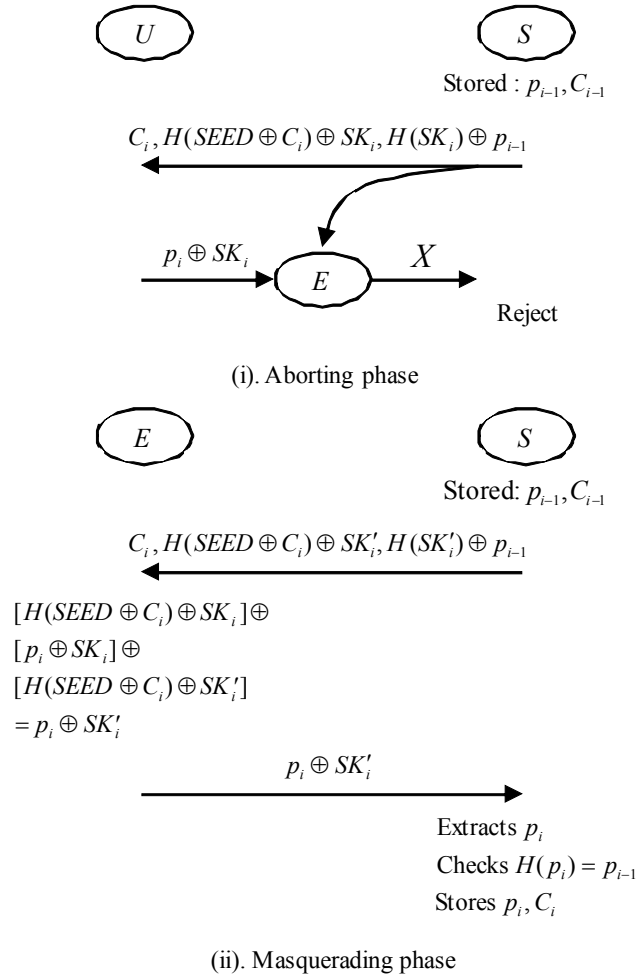 U
S
Stored : p_{i-1}, C_{i-1}
C_i, H(SEED ⊕ C_i) ⊕ SK_i, H(SK_i) ⊕ p_{i-1}
p_i ⊕ SK_i
E
X
Reject
(i). Aborting phase
E
S
Stored: p_{i-1}, C_{i-1}
C_i, H(SEED ⊕ C_i) ⊕ SK'_i, H(SK'_i) ⊕ p_{i-1}
[H(SEED ⊕ C_i) ⊕ SK_i] ⊕
[p_i ⊕ SK_i] ⊕
[H(SEED ⊕ C_i) ⊕ SK'_i]
= p_i ⊕ SK'_i
p_i ⊕ SK'_i
Extracts p_i
Checks H(p_i) = p_{i-1}
Stores p_i, C_i
(ii). Masquerading phase